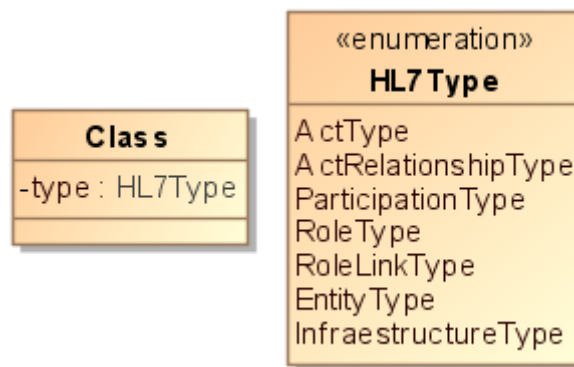 Class
-type : HL7Type
«enumeration»
HL7Type
ActType
ActRelationshipType
ParticipationType
RoleType
RoleLinkType
EntityType
InfraestructureType